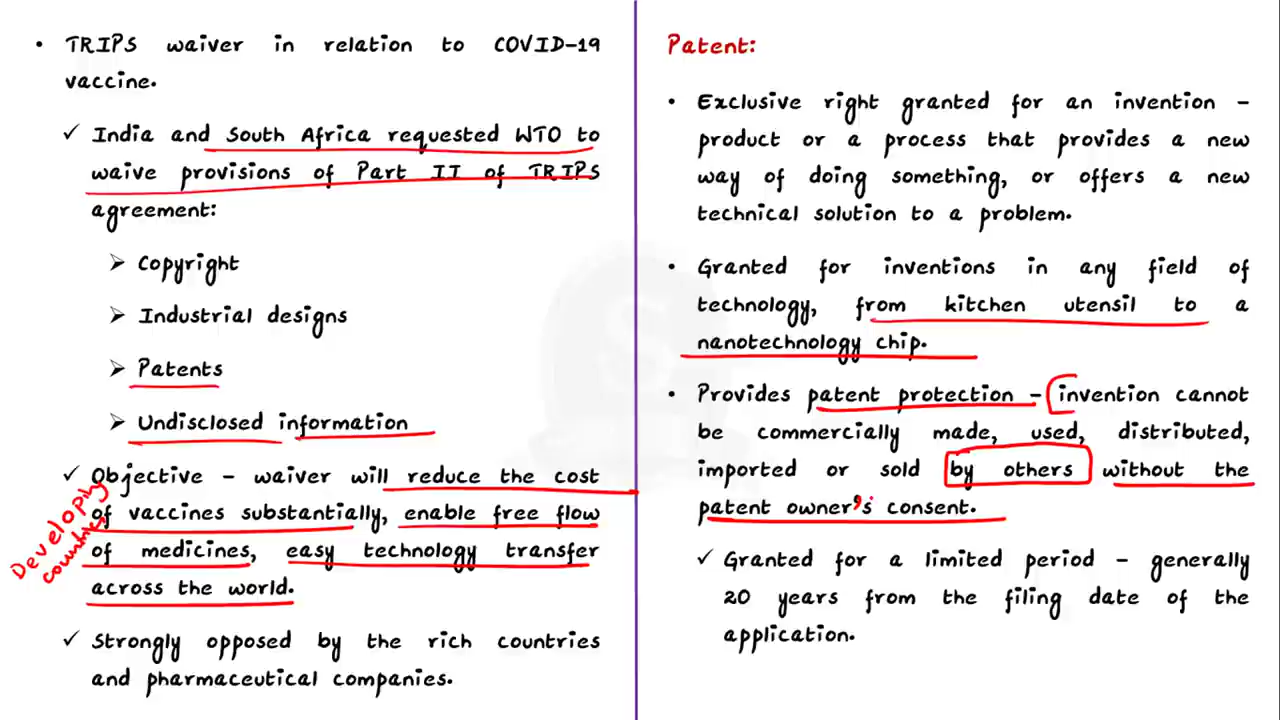 • TRIPS waiver in relation to COVID-19
vaccine.
✓ India and South Africa requested WTO to
waive provisions of Part II of TRIPS
agreement:
➢ Copyright
➢ Industrial designs
➢ Patents
➢ Undisclosed information
✓ Objective – waiver will reduce the cost
of vaccines substantially, enable free flow
of medicines, easy technology transfer
across the world.
Developing
countries
✓ Strongly opposed by the rich countries
and pharmaceutical companies.
Patent:
• Exclusive right granted for an invention –
product or a process that provides a new
way of doing something, or offers a new
technical solution to a problem.
• Granted for inventions in any field of
technology, from kitchen utensil to a
nanotechnology chip.
• Provides patent protection – invention cannot
be commercially made, used, distributed,
imported or sold by others without the
patent owner's consent.
✓ Granted for a limited period – generally
20 years from the filing date of the
application.